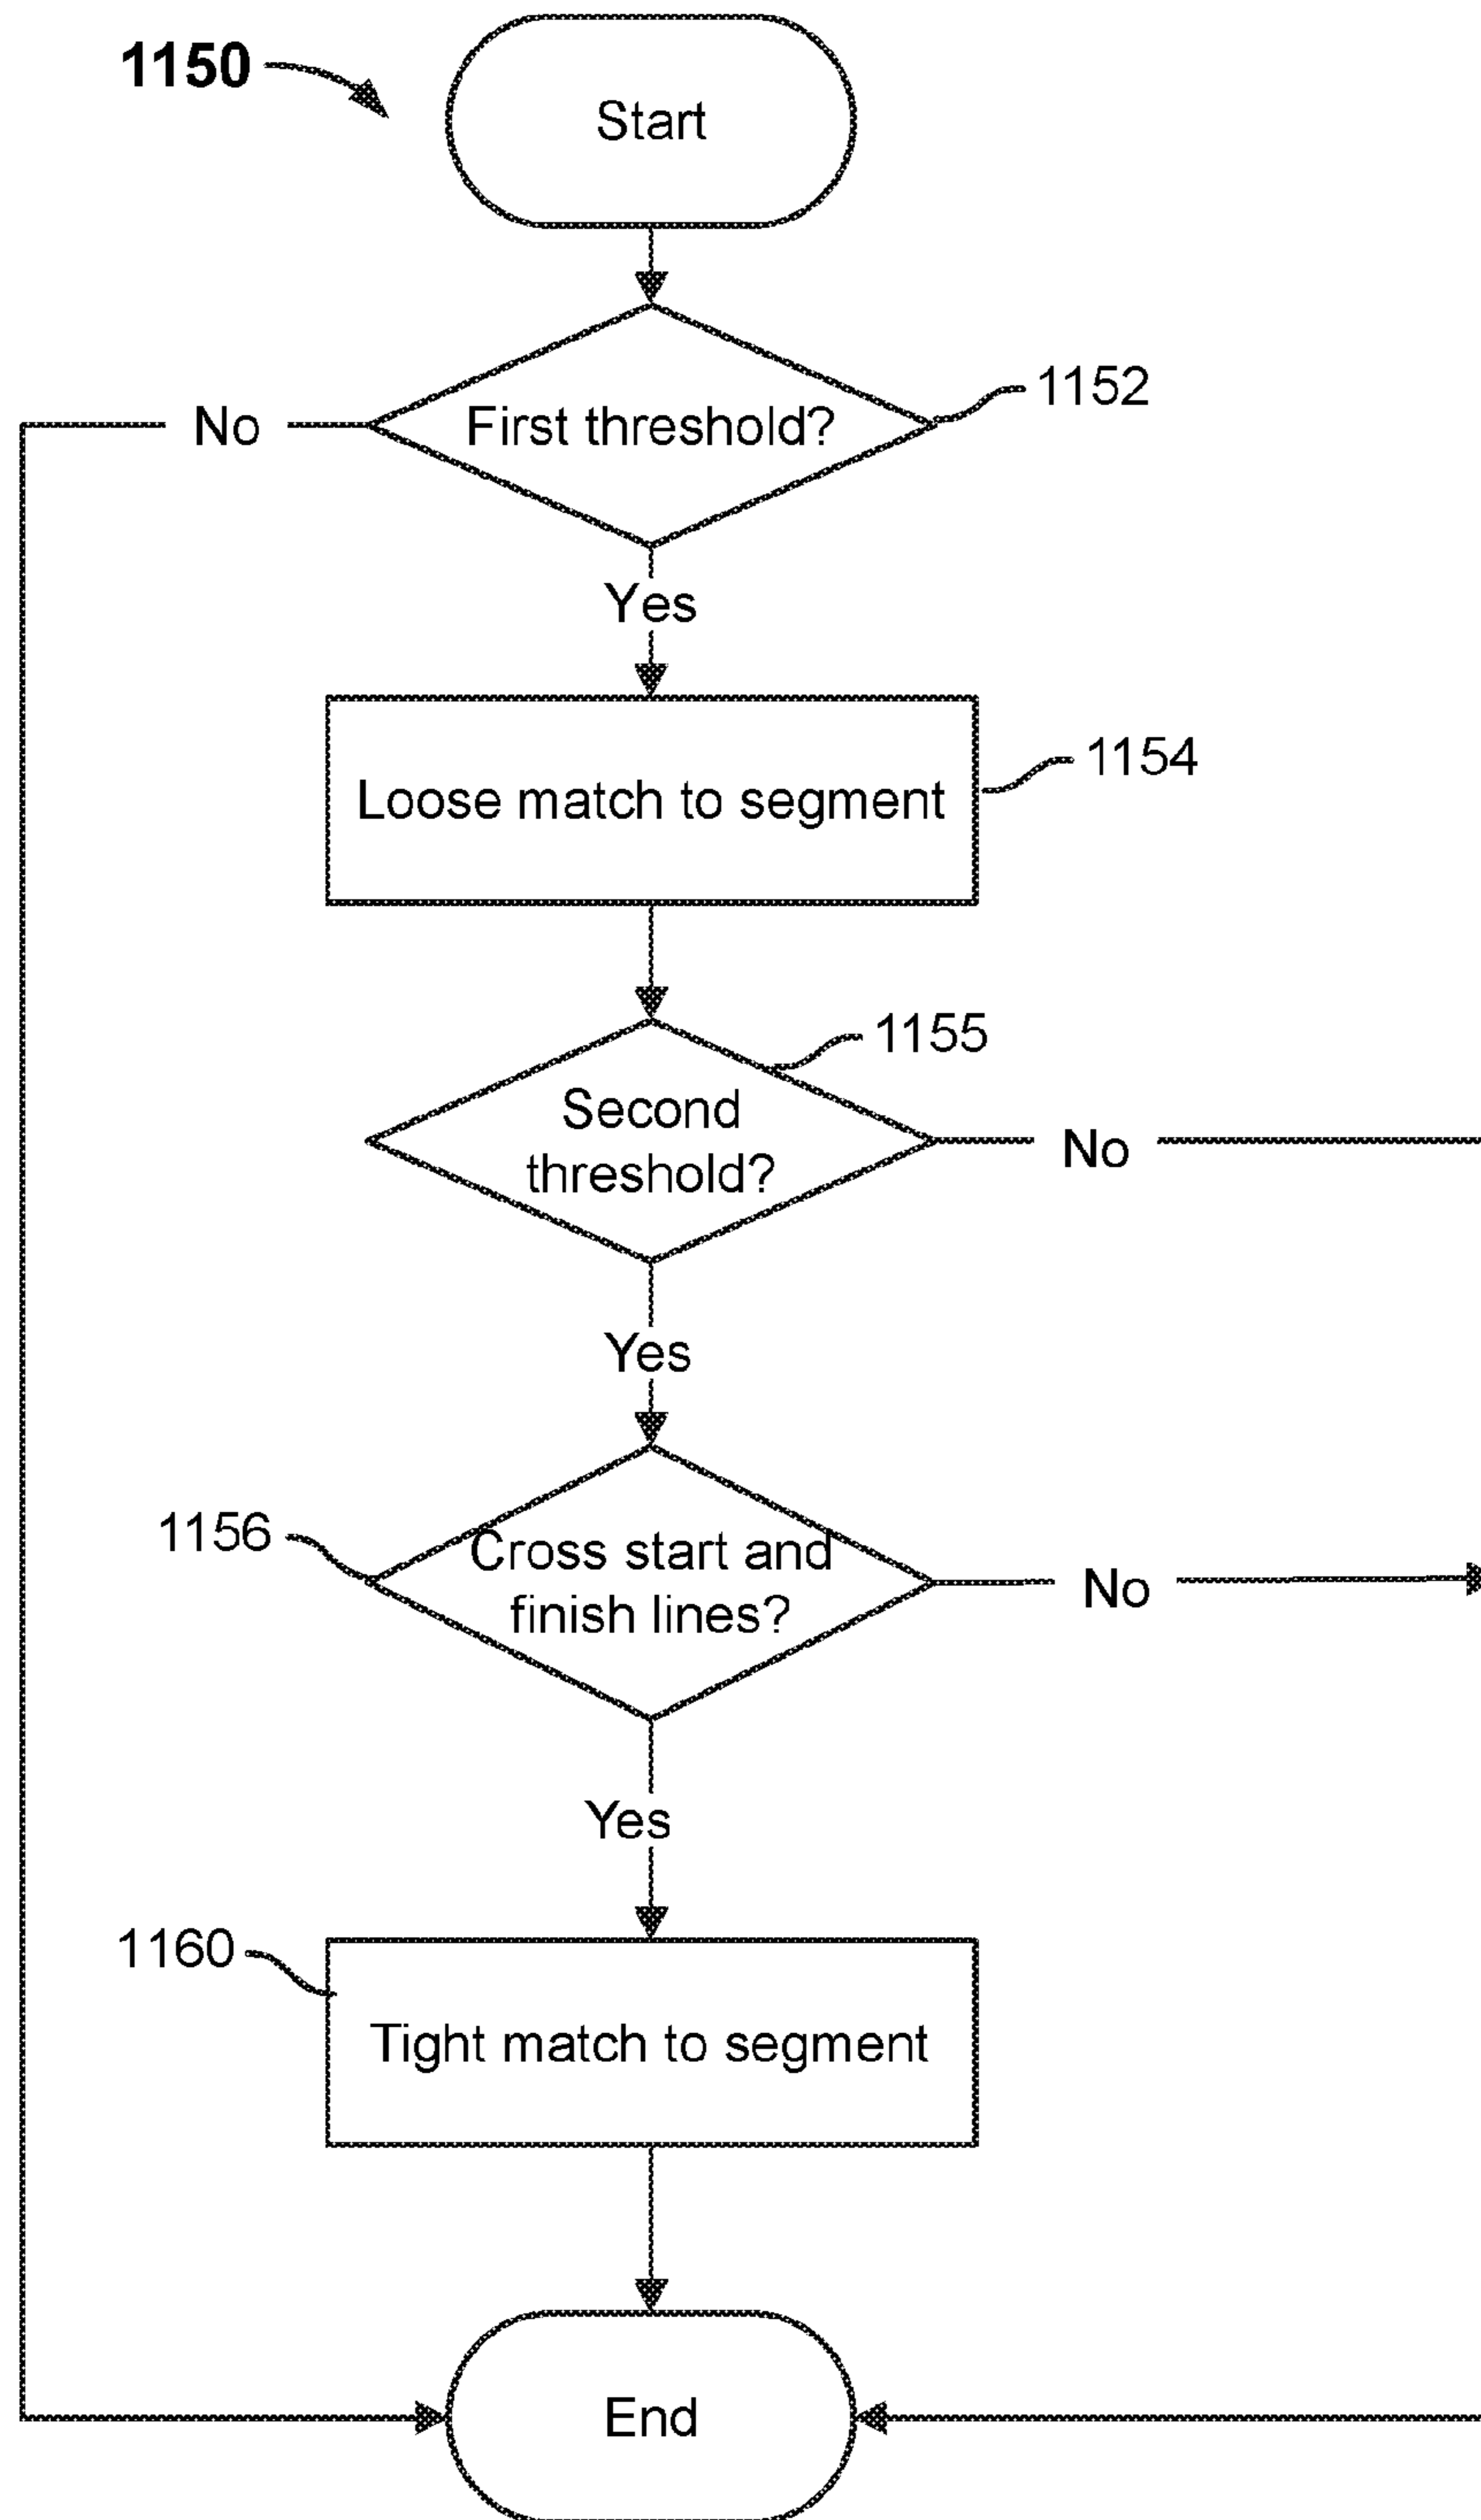 1150
Start
1152
No
First threshold?
Yes
1154
Loose match to segment
1155
Second
threshold?
No
Yes
1156
Cross start and
finish lines?
No
Yes
1160
Tight match to segment
End